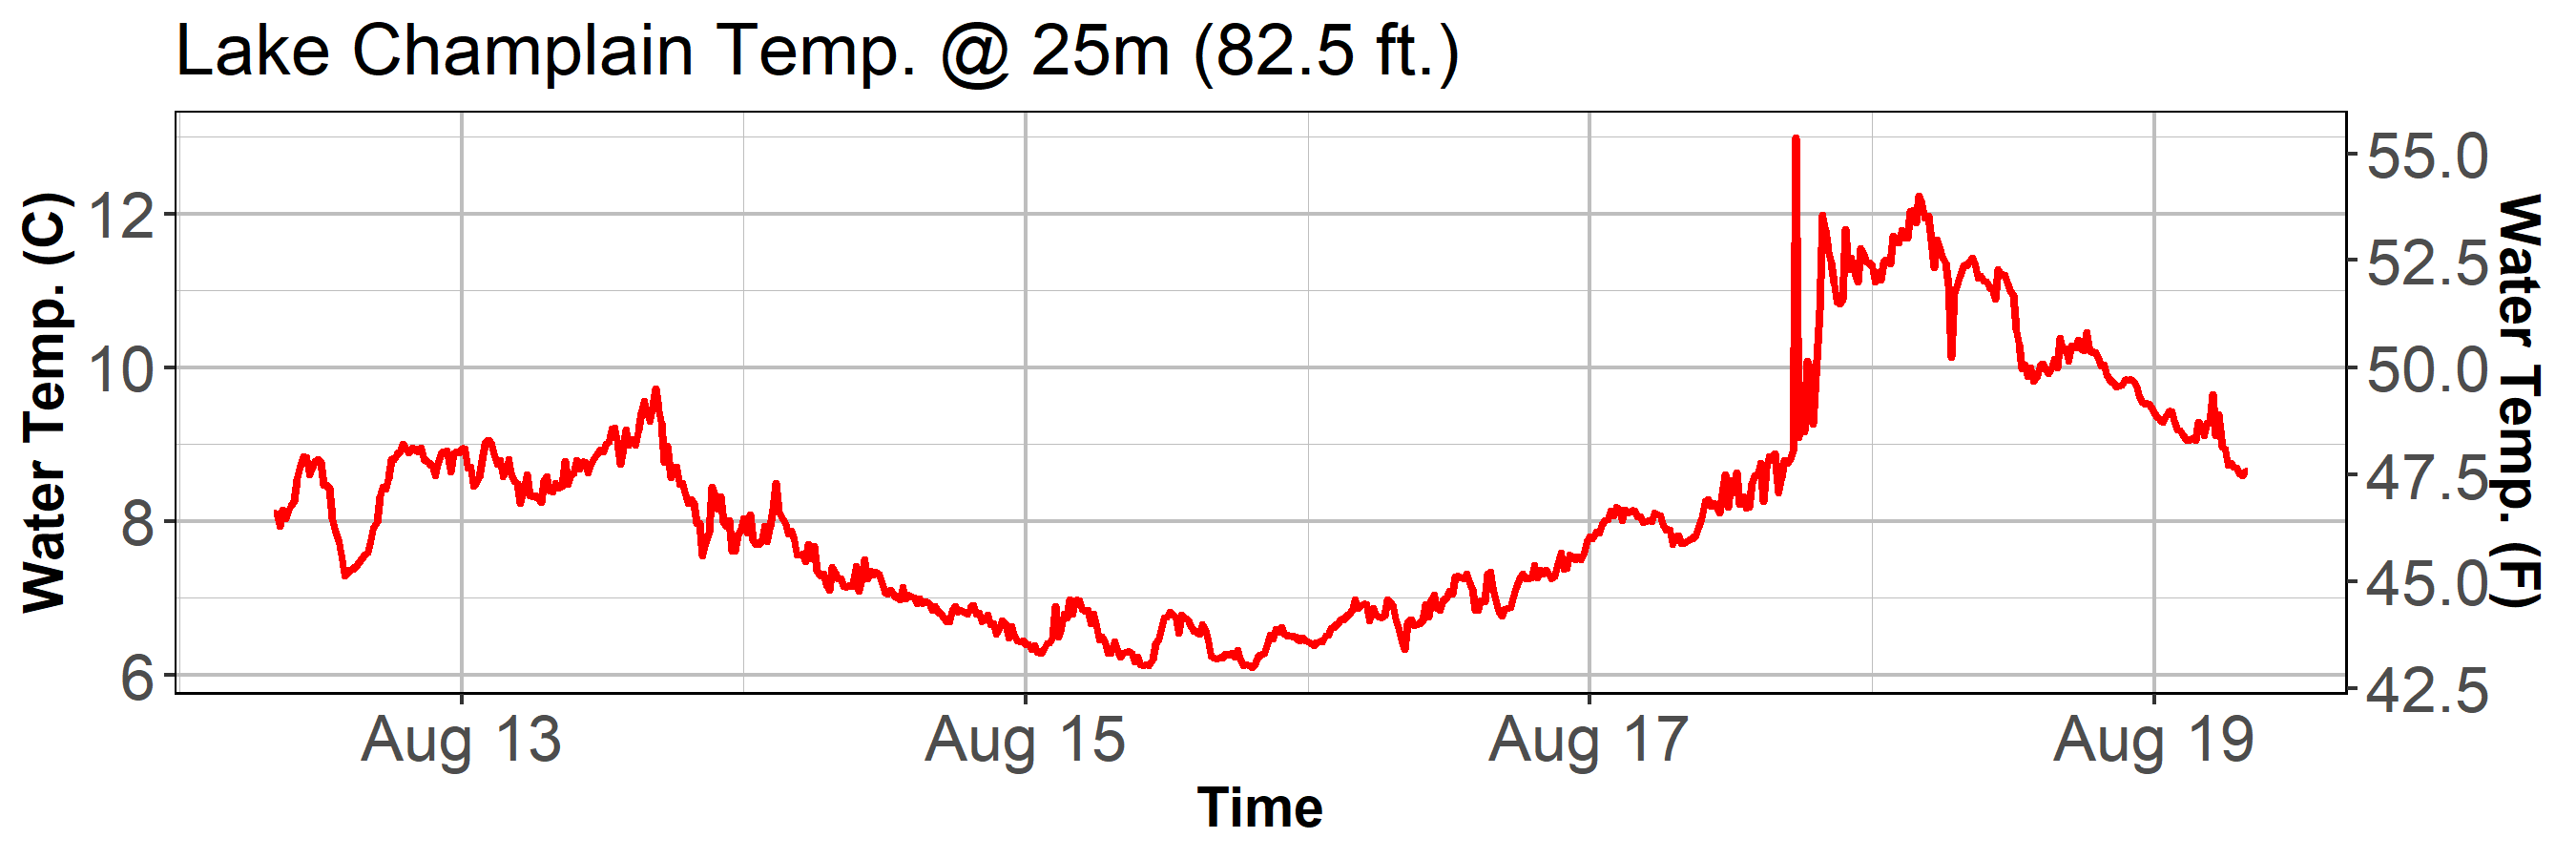 Lake Champlain Temp. @ 25m (82.5 ft.)
Water Temp. (C)
12
10
8
6
55.0
52.5
50.0
47.5
45.0
42.5
Water Temp. (F)
Aug 13
Aug 15
Aug 17
Aug 19
Time